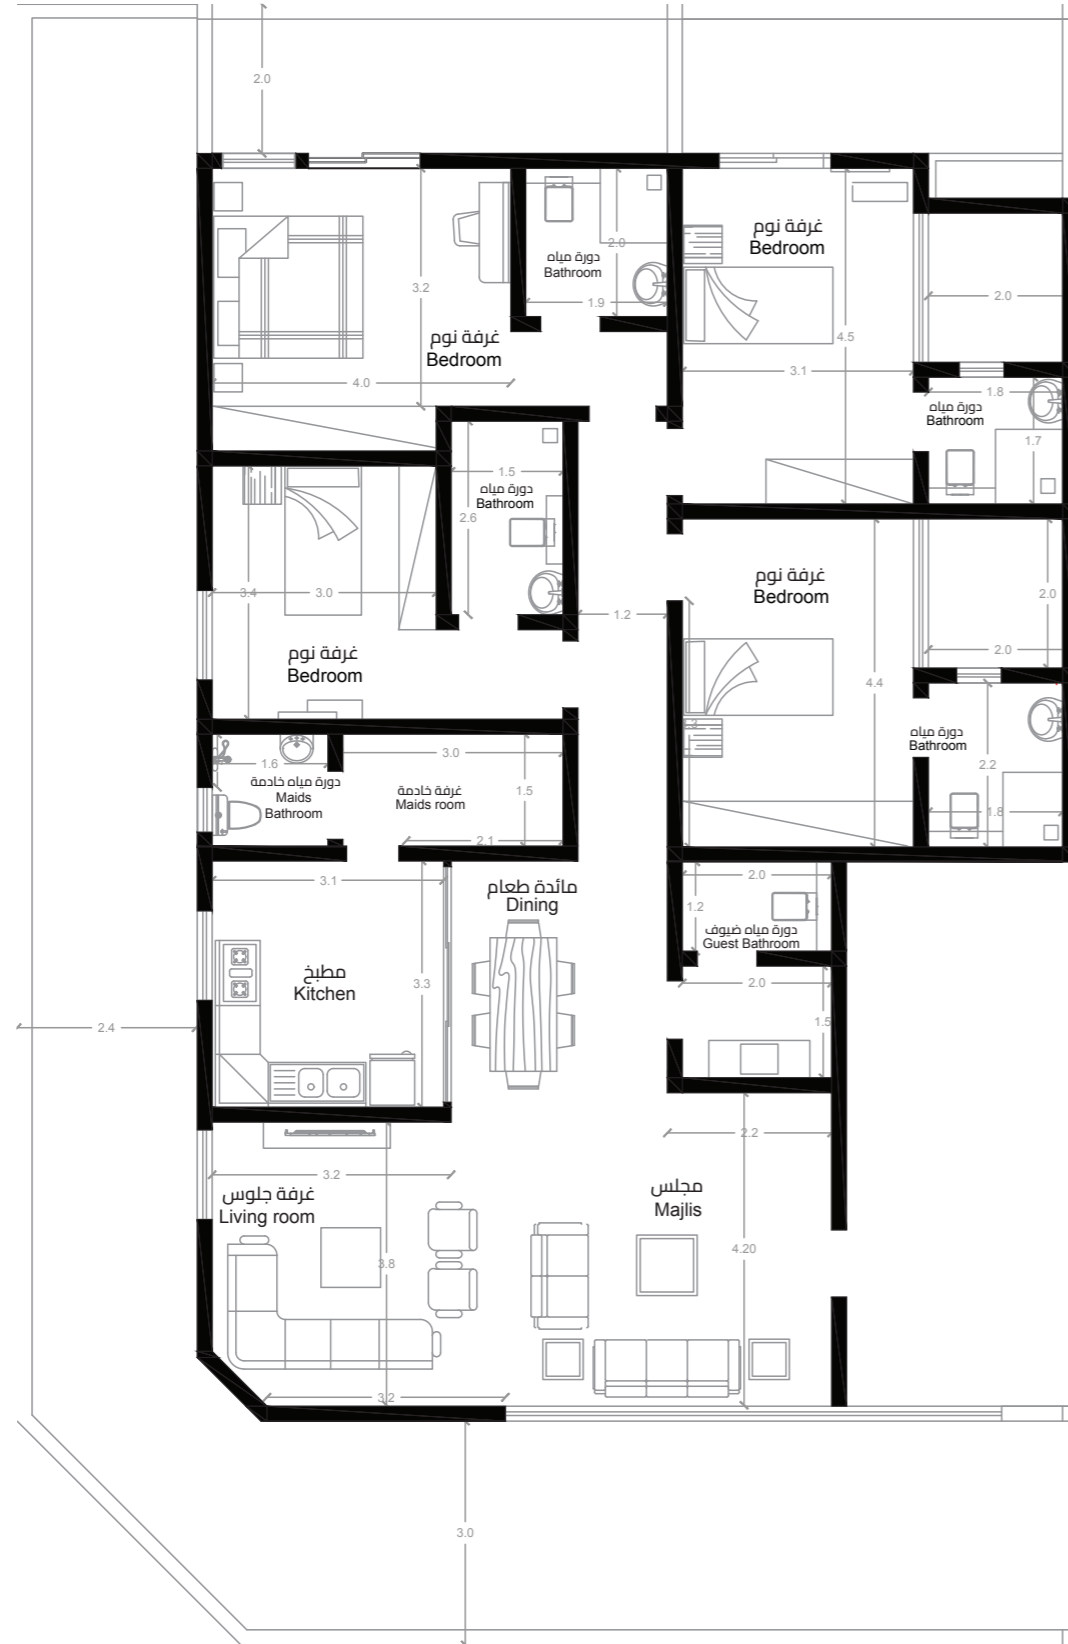 2.0
غرفة نوم
Bedroom
دورة مياه
Bathroom
2.0
1.9
3.2
غرفة نوم
Bedroom
4.0
2.0
4.5
3.1
1.8
دورة مياه
Bathroom
1.7
1.5
دورة مياه
Bathroom
2.6
3.4
3.0
غرفة نوم
Bedroom
1.2
غرفة نوم
Bedroom
2.0
2.0
4.4
دورة مياه
Bathroom
2.2
1.8
1.6
دورة مياه خادمة
Maids
Bathroom
3.0
غرفة خادمة
Maids room
1.5
2.1
3.1
مائدة طعام
Dining
2.0
1.2
دورة مياه ضيوف
Guest Bathroom
مطبخ
Kitchen
3.3
2.0
1.5
2.4
2.2
3.2
غرفة جلوس
Living room
مجلس
Majlis
3.8
4.20
3.2
3.0